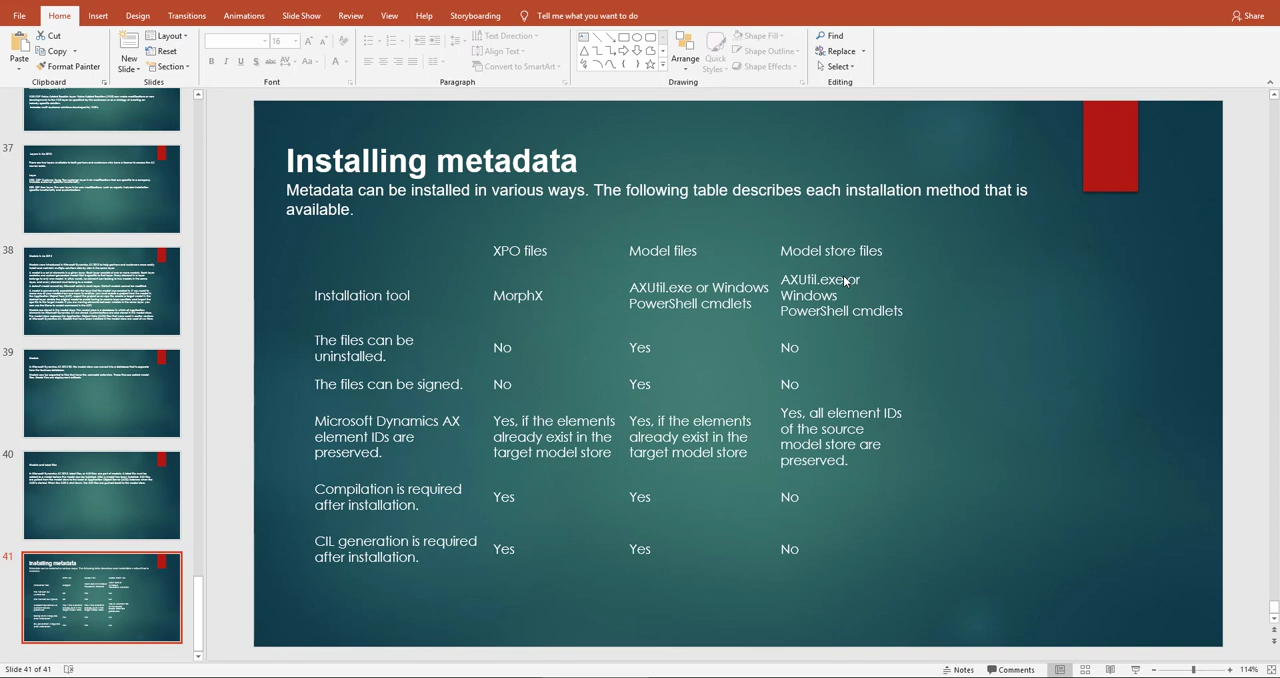 File Home Insert Design Transitions Animations Slide Show Review View Help Storyboarding Tell me what you want to do Share
Paste
Cut
Copy
Format Painter
Clipboard
New Slide
Layout
Reset
Section
Slides
16
Font
Text Direction
Align Text
Convert to SmartArt
Paragraph
Arrange
Quick Styles
Shape Fill
Shape Outline
Shape Effects
Drawing
Find
Replace
Select
Editing
37
38
39
40
41
Installing metadata
Metadata can be installed in various ways. The following table describes each installation method that is
available.
XPO files Model files Model store files
Installation tool MorphX AXUtil.exe or Windows PowerShell cmdlets AXUtil.exe or Windows PowerShell cmdlets
The files can be uninstalled. No Yes No
The files can be signed. No Yes No
Microsoft Dynamics AX element IDs are preserved. Yes, if the elements already exist in the target model store Yes, if the elements already exist in the target model store Yes, all element IDs of the source model store are preserved.
Compilation is required after installation. Yes Yes No
CIL generation is required after installation. Yes Yes No
Slide 41 of 41 Notes Comments 114%